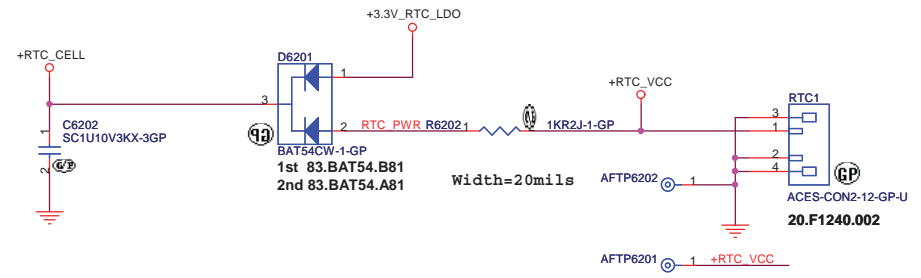 +3.3V_RTC_LDO
+RTC_CELL
D6201
1
3
+RTC_VCC
RTC1
1
C6202
SC1U10V3KX-3GP
2
GP
2
RTC_PWR
R6202
1
1KR2J-1-GP
BAT54CW-1-GP
1st 83.BAT54.B81
2nd 83.BAT54.A81
Width=20mils
3
1
2
4
GP
AFTP6202
1
ACES-CON2-12-GP-U
20.F1240.002
AFTP6201
1
+RTC_VCC